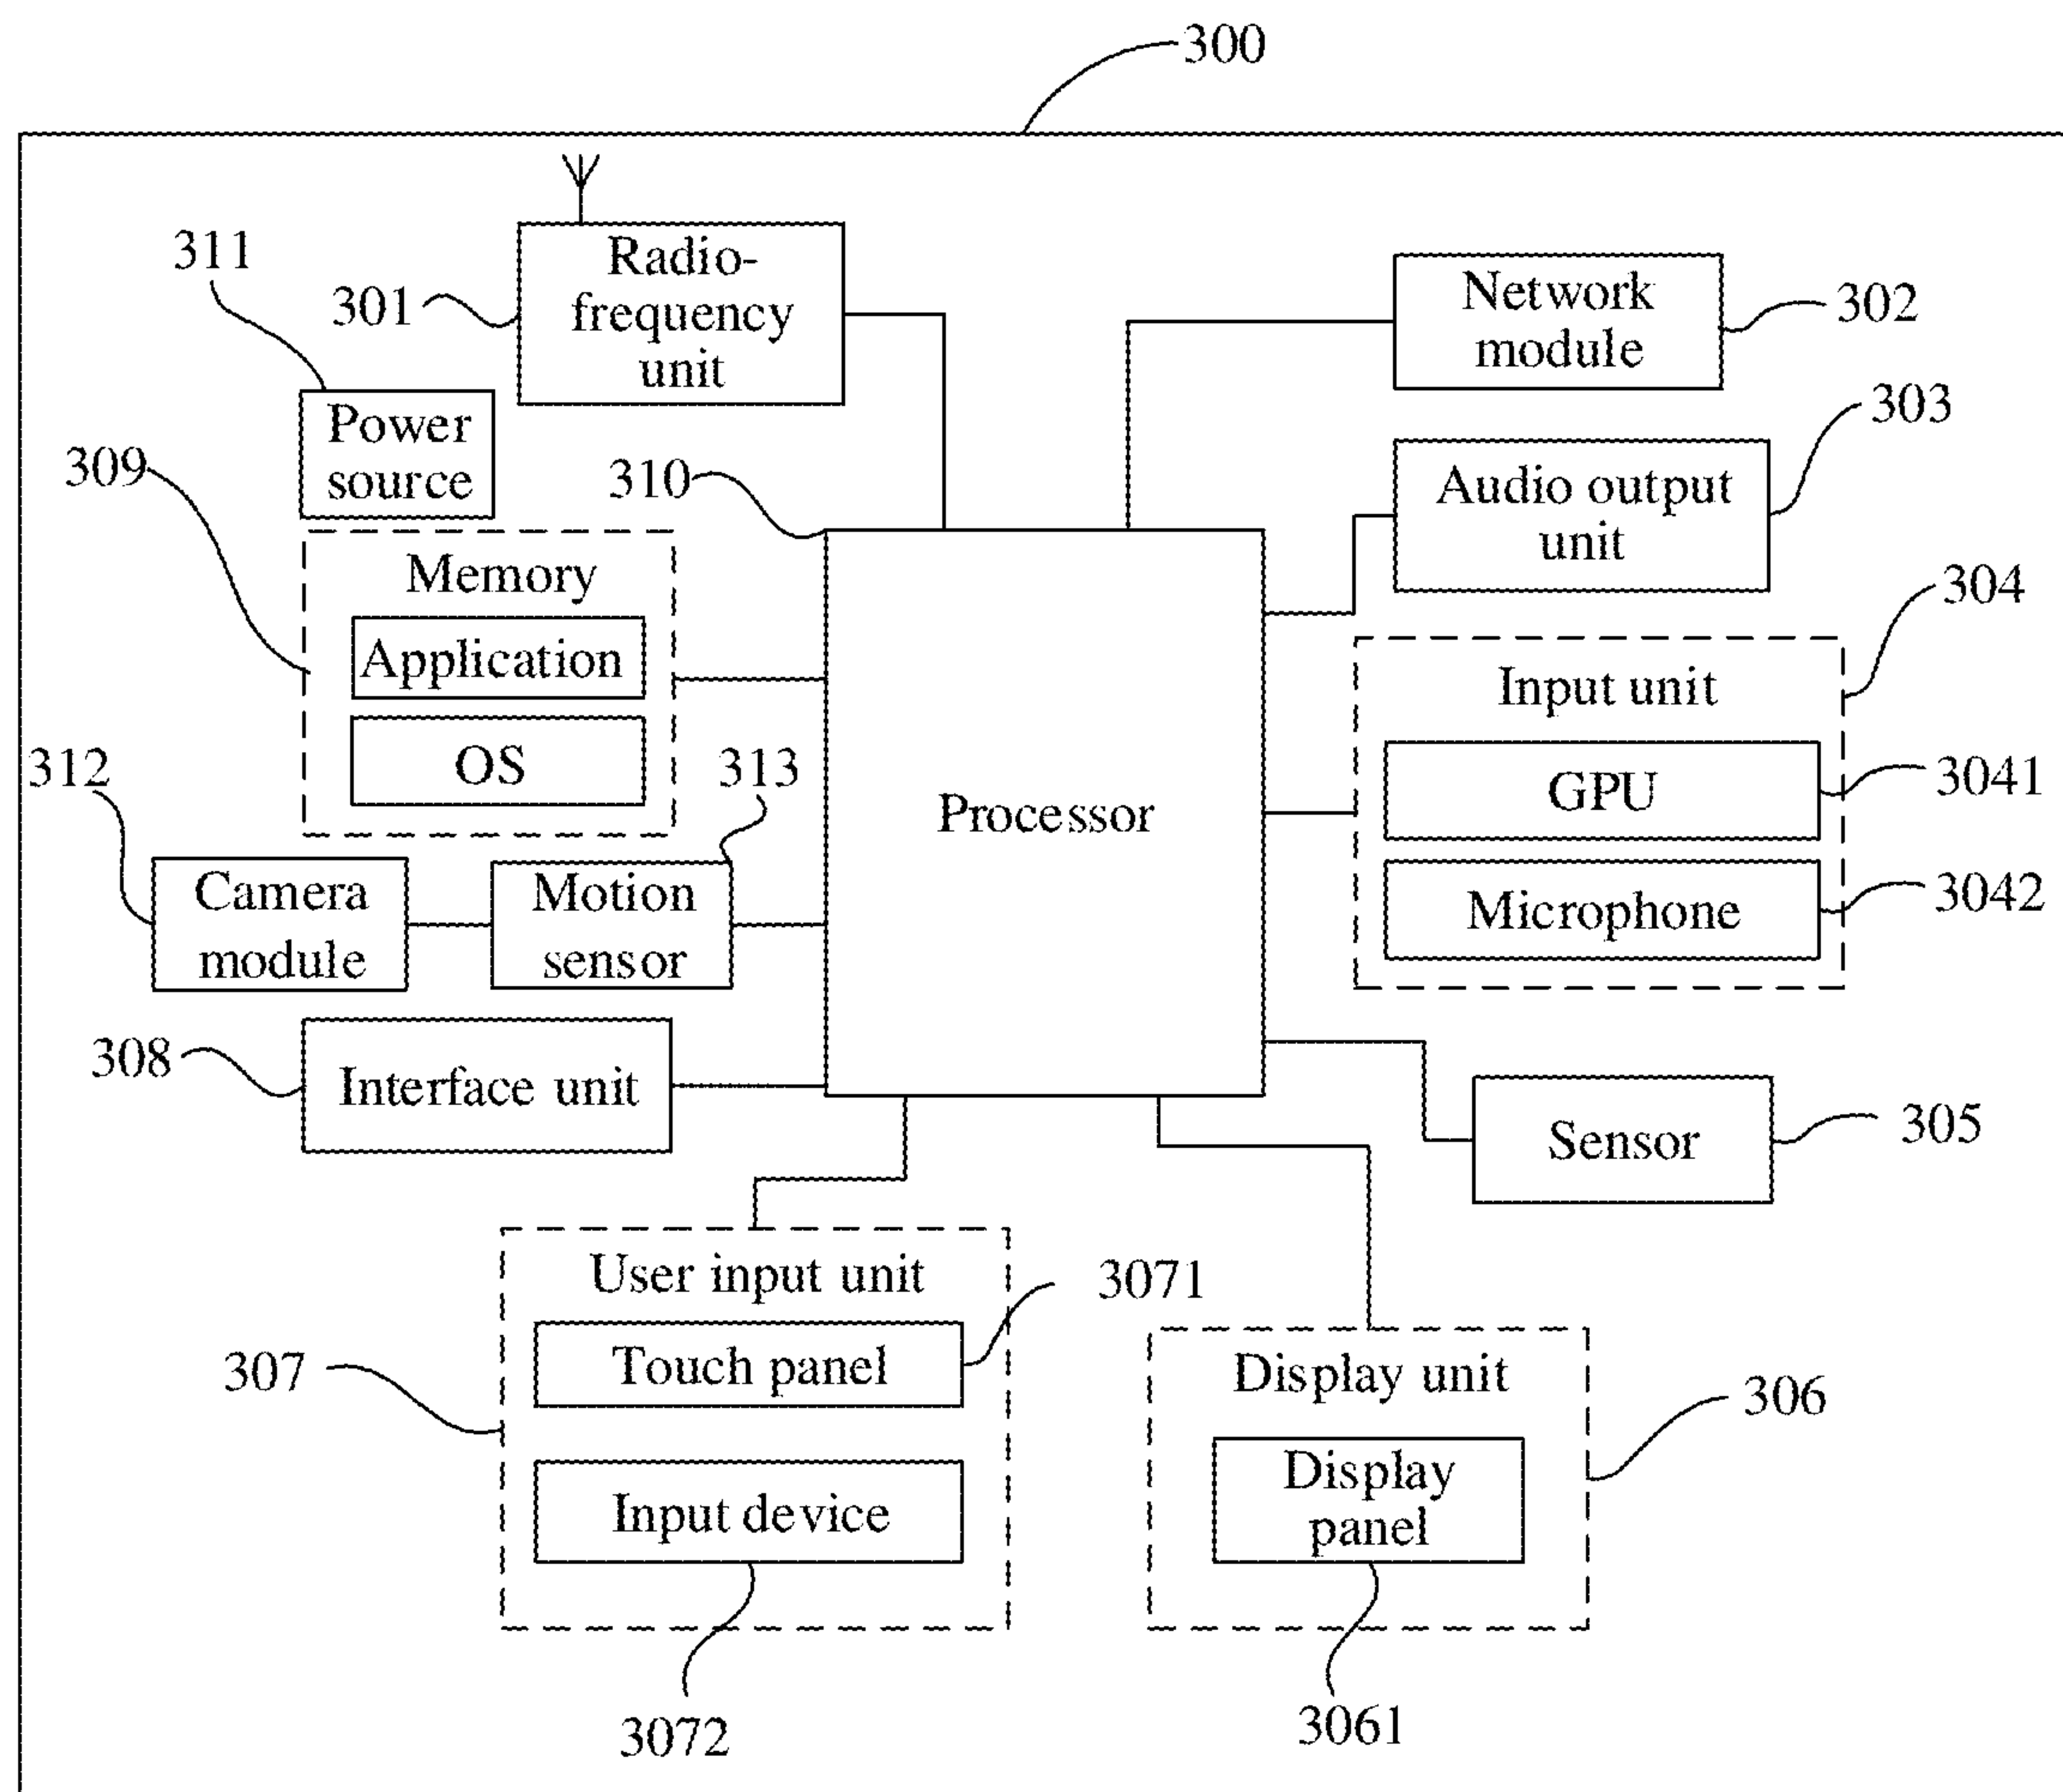 300
311
301
Radio-
frequency
unit
Network
module
302
Power
source
303
309
310
Audio output
unit
Memory
Application
OS
304
Input unit
GPU
3041
Microphone
3042
312
313
Processor
Camera
module
Motion
sensor
308
Interface unit
Sensor
305
User input unit
3071
Touch panel
307
Input device
3072
Display unit
306
Display
panel
3061